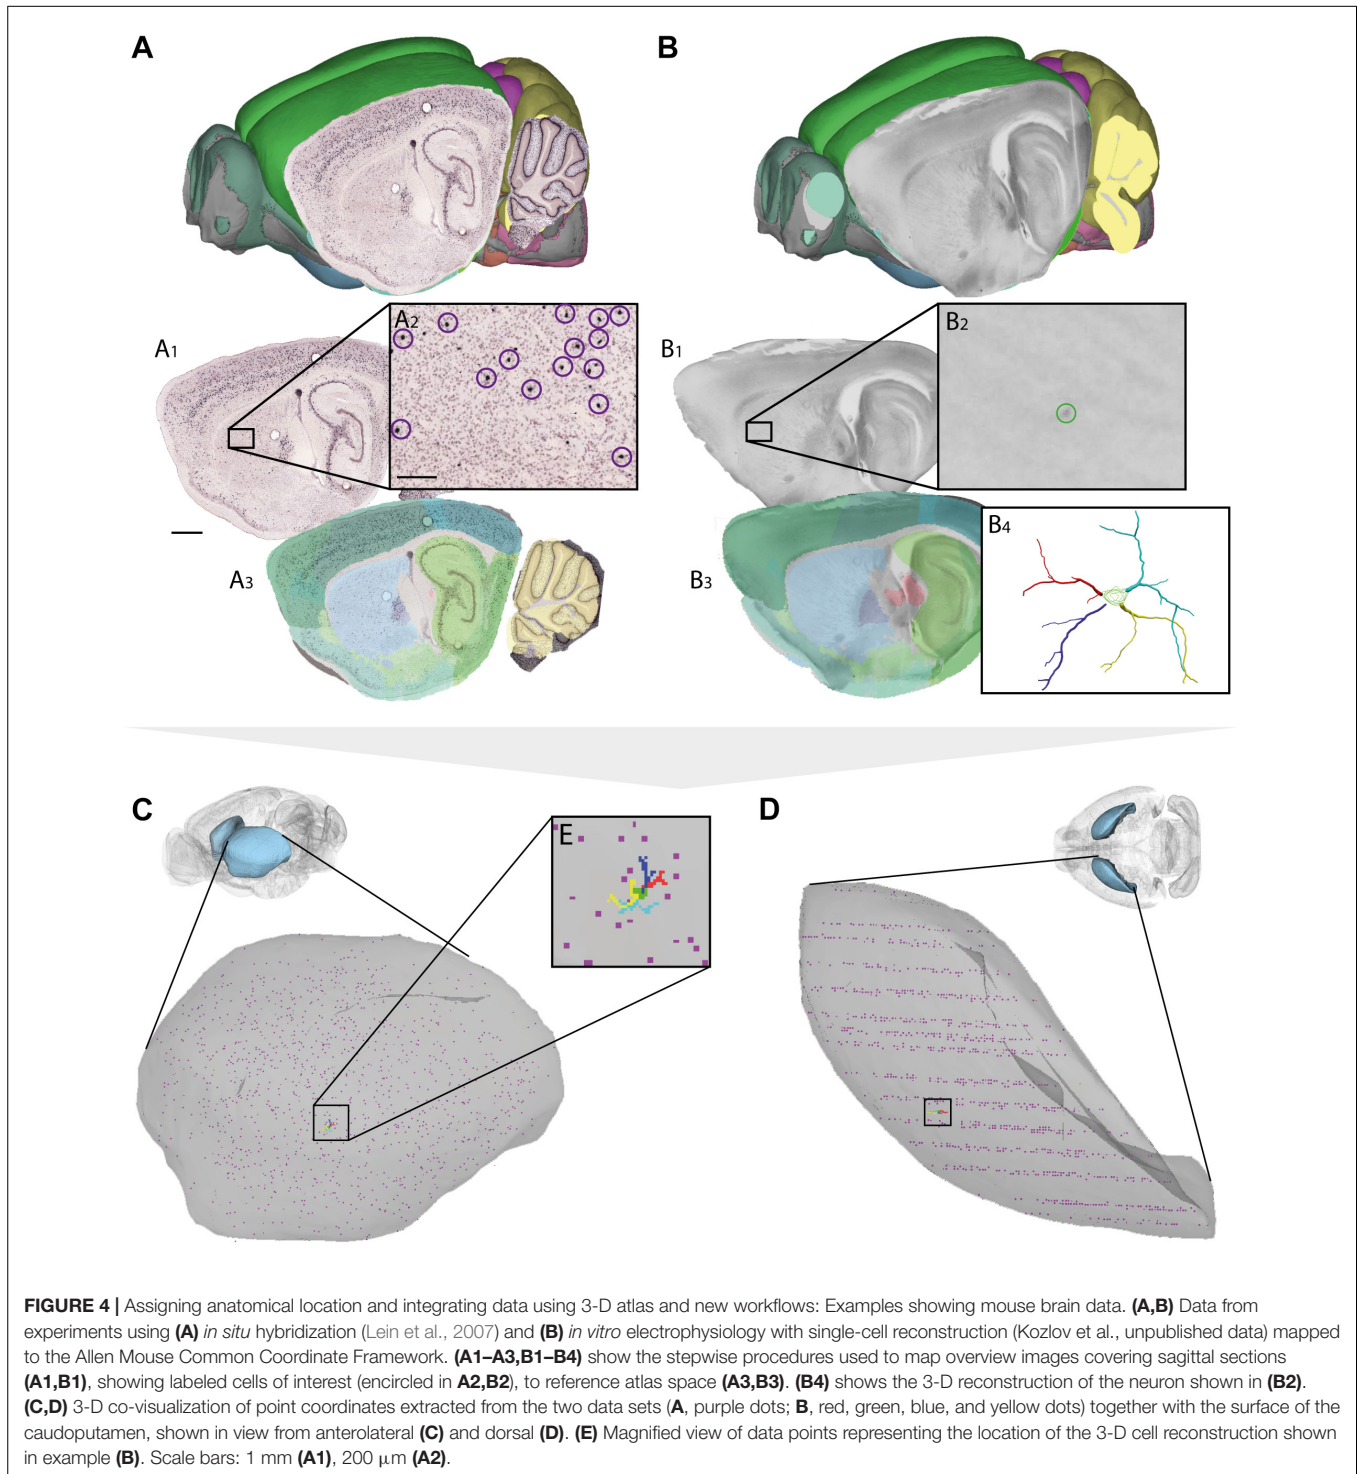 A
B
A1
A2
B1
B2
A3
B3
B4
C
E
D
FIGURE 4 | Assigning anatomical location and integrating data using 3-D atlas and new workflows: Examples showing mouse brain data. (A,B) Data from
experiments using (A) in situ hybridization (Lein et al., 2007) and (B) in vitro electrophysiology with single-cell reconstruction (Kozlov et al., unpublished data) mapped
to the Allen Mouse Common Coordinate Framework. (A1–A3,B1–B4) show the stepwise procedures used to map overview images covering sagittal sections
(A1,B1), showing labeled cells of interest (encircled in A2,B2), to reference atlas space (A3,B3). (B4) shows the 3-D reconstruction of the neuron shown in (B2).
(C,D) 3-D co-visualization of point coordinates extracted from the two data sets (A, purple dots; B, red, green, blue, and yellow dots) together with the surface of the
caudoputamen, shown in view from anterolateral (C) and dorsal (D). (E) Magnified view of data points representing the location of the 3-D cell reconstruction shown
in example (B). Scale bars: 1 mm (A1), 200 μm (A2).